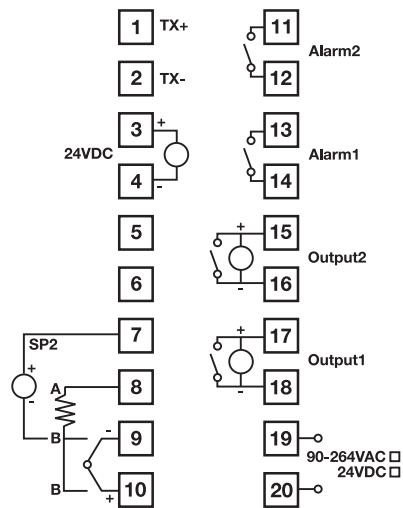 1 TX+
2 TX-
3 +
24VDC
4 -
5
6
7
SP2
+
-
A 8
B 9 -
B 10 +
11
Alarm2
12
13
Alarm1
14
15 +
Output2
16 -
17 +
Output1
18 -
19
90-264VAC □
24VDC □
20